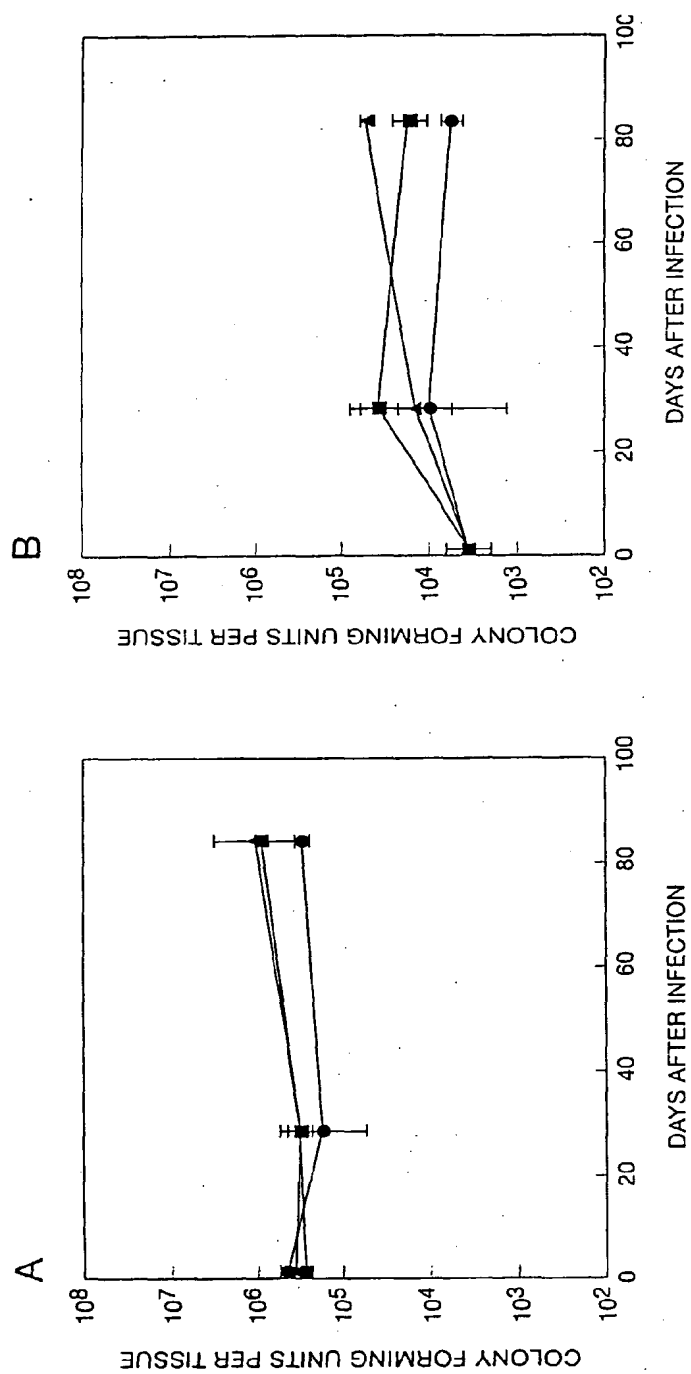 A
COLONY FORMING UNITS PER TISSUE
10⁸
10⁷
10⁶
10⁵
10⁴
10³
10²
0 20 40 60 80 100
DAYS AFTER INFECTION
B
COLONY FORMING UNITS PER TISSUE
10⁸
10⁷
10⁶
10⁵
10⁴
10³
10²
0 20 40 60 80 100
DAYS AFTER INFECTION